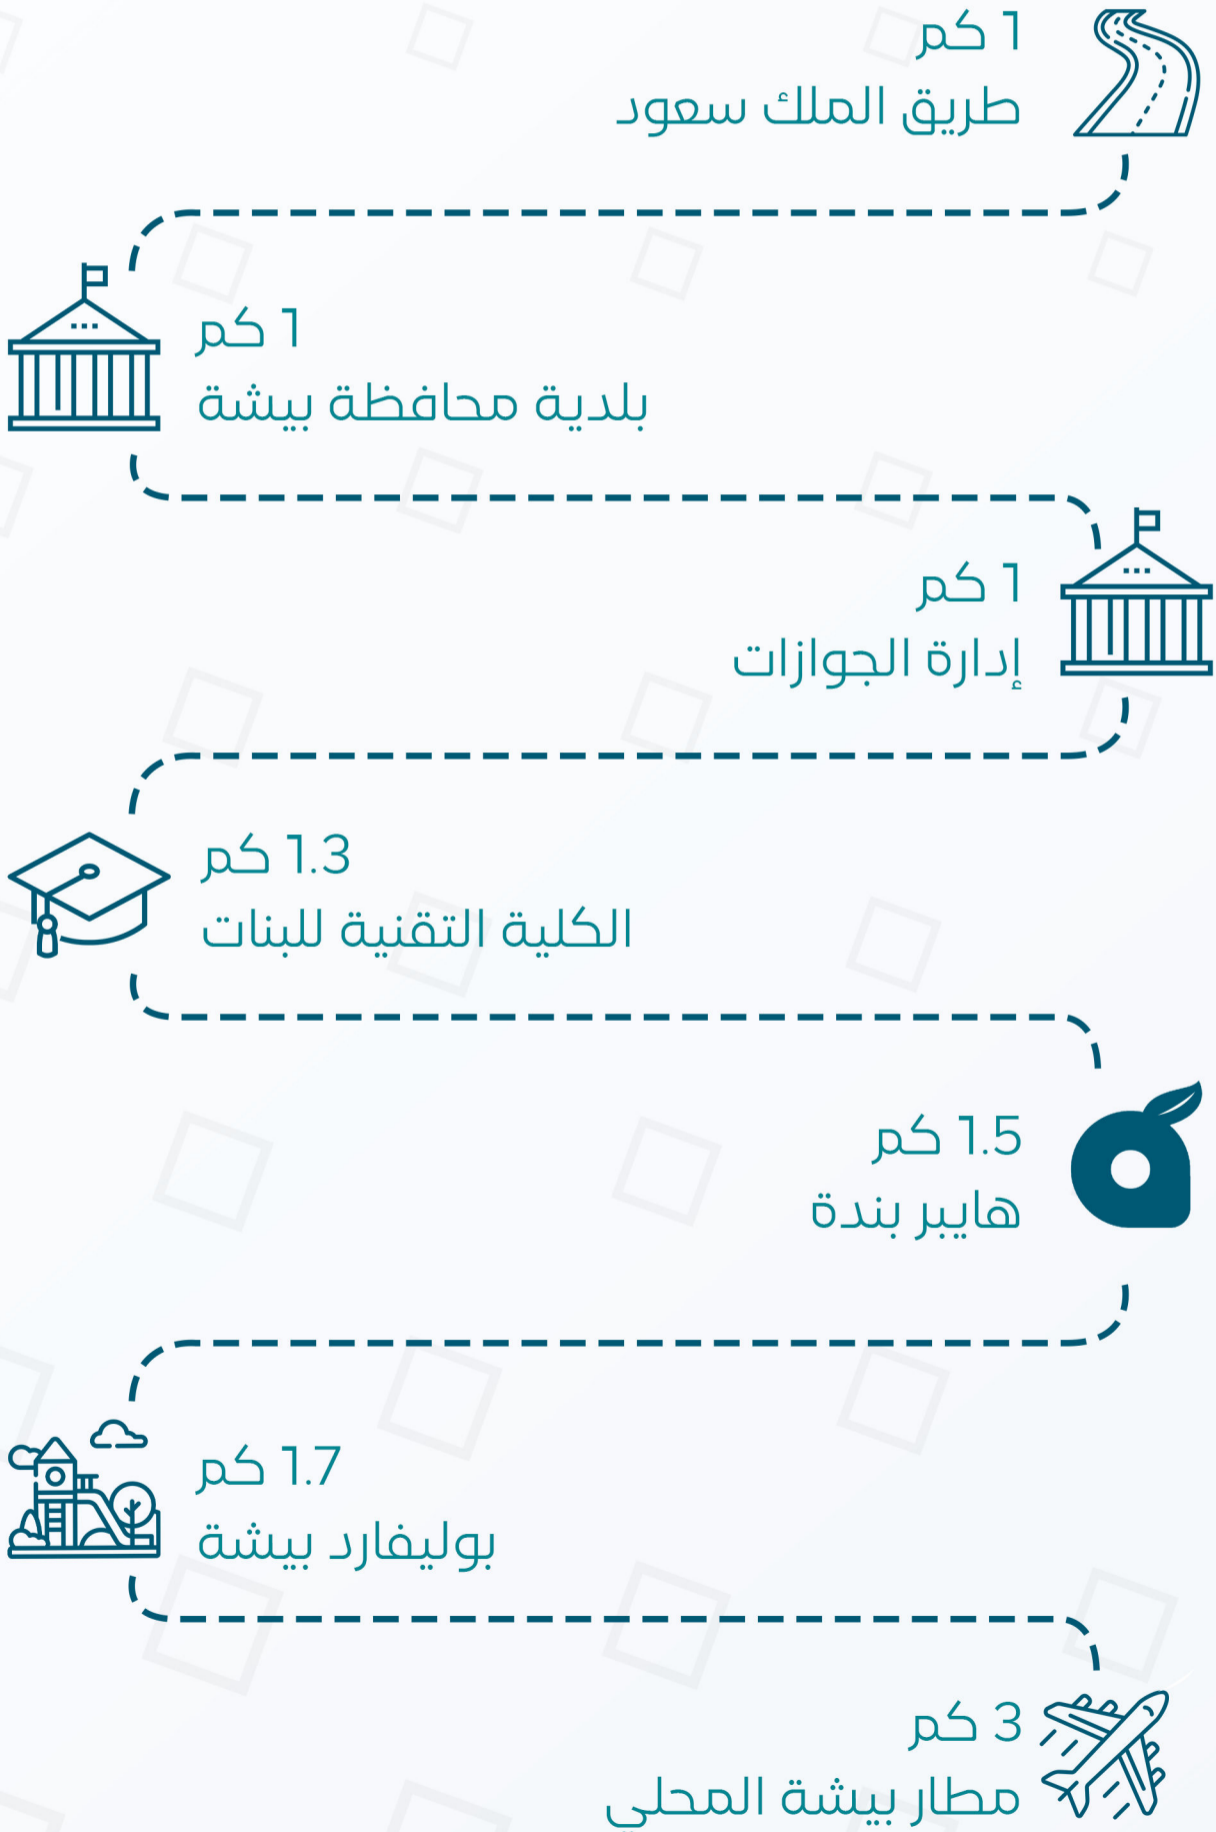 1 كم
طريق الملك سعود
1 كم
بلدية محافظة بيشة
1 كم
إدارة الجوازات
1.3 كم
الكلية التقنية للبنات
1.5 كم
هايبر بندة
1.7 كم
بوليفارد بيشة
3 كم
مطار بيشة المحلي